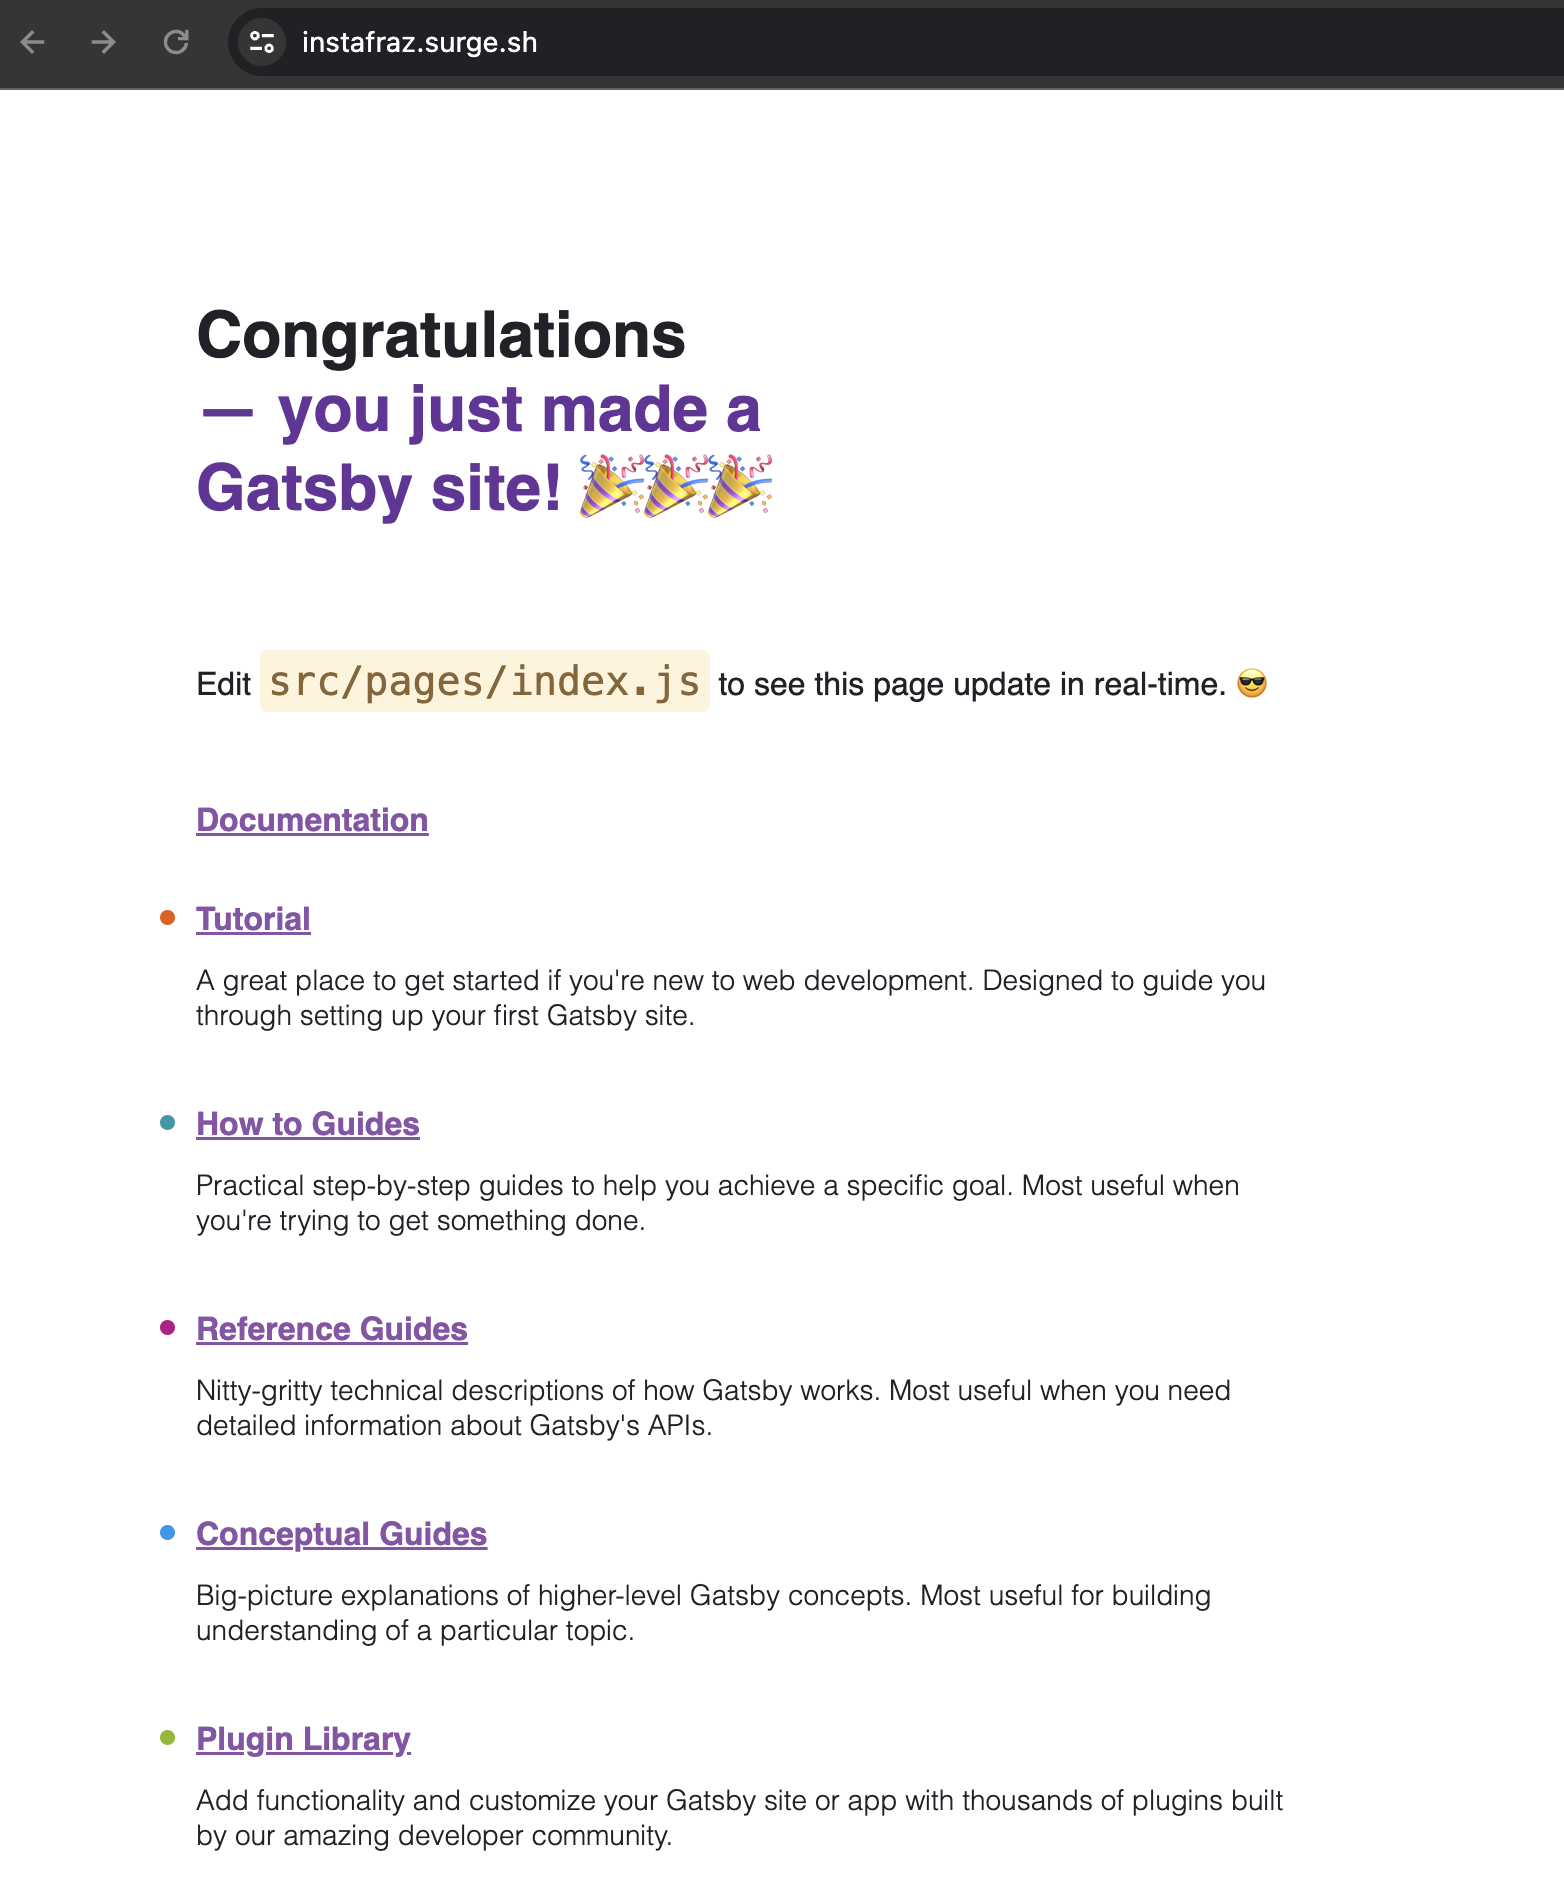 instafraz.surge.sh
Congratulations
— you just made a
Gatsby site! 🎉🎉🎉
Edit src/pages/index.js to see this page update in real-time. 😎
Documentation
Tutorial
A great place to get started if you're new to web development. Designed to guide you
through setting up your first Gatsby site.
How to Guides
Practical step-by-step guides to help you achieve a specific goal. Most useful when
you're trying to get something done.
Reference Guides
Nitty-gritty technical descriptions of how Gatsby works. Most useful when you need
detailed information about Gatsby's APIs.
Conceptual Guides
Big-picture explanations of higher-level Gatsby concepts. Most useful for building
understanding of a particular topic.
Plugin Library
Add functionality and customize your Gatsby site or app with thousands of plugins built
by our amazing developer community.